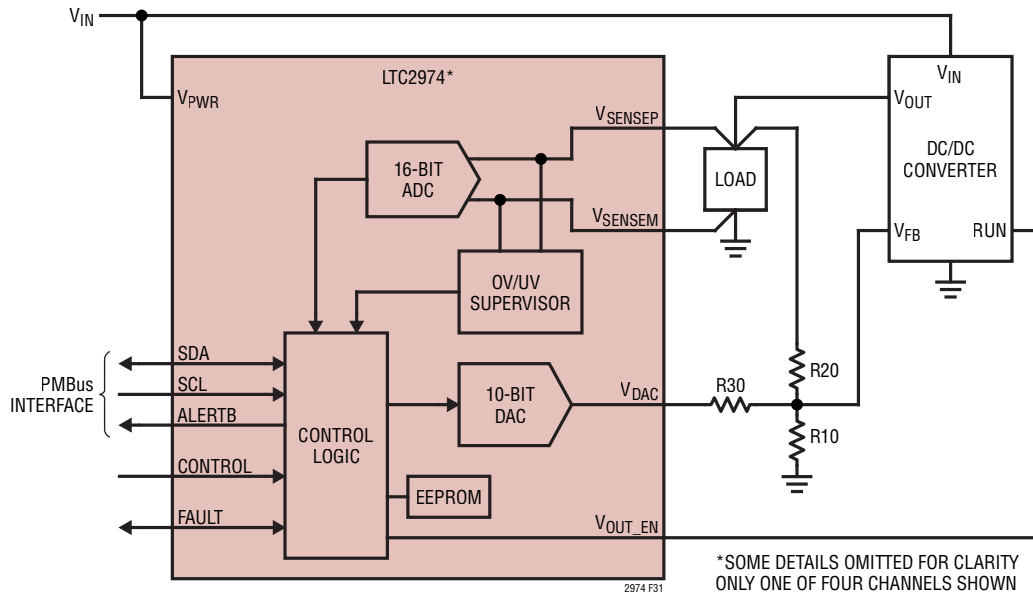 VIN
LTC2974*
VPWR
VSENSEP
16-BIT
ADC
VSENSEM
OV/UV
SUPERVISOR
LOAD
VIN
VOUT
DC/DC
CONVERTER
VFB
RUN
PMBus
INTERFACE
SDA
SCL
ALERTB
CONTROL
FAULT
CONTROL
LOGIC
10-BIT
DAC
EEPROM
VDAC
R30
R20
R10
VOUT_EN
2974 F31
*SOME DETAILS OMITTED FOR CLARITY
ONLY ONE OF FOUR CHANNELS SHOWN